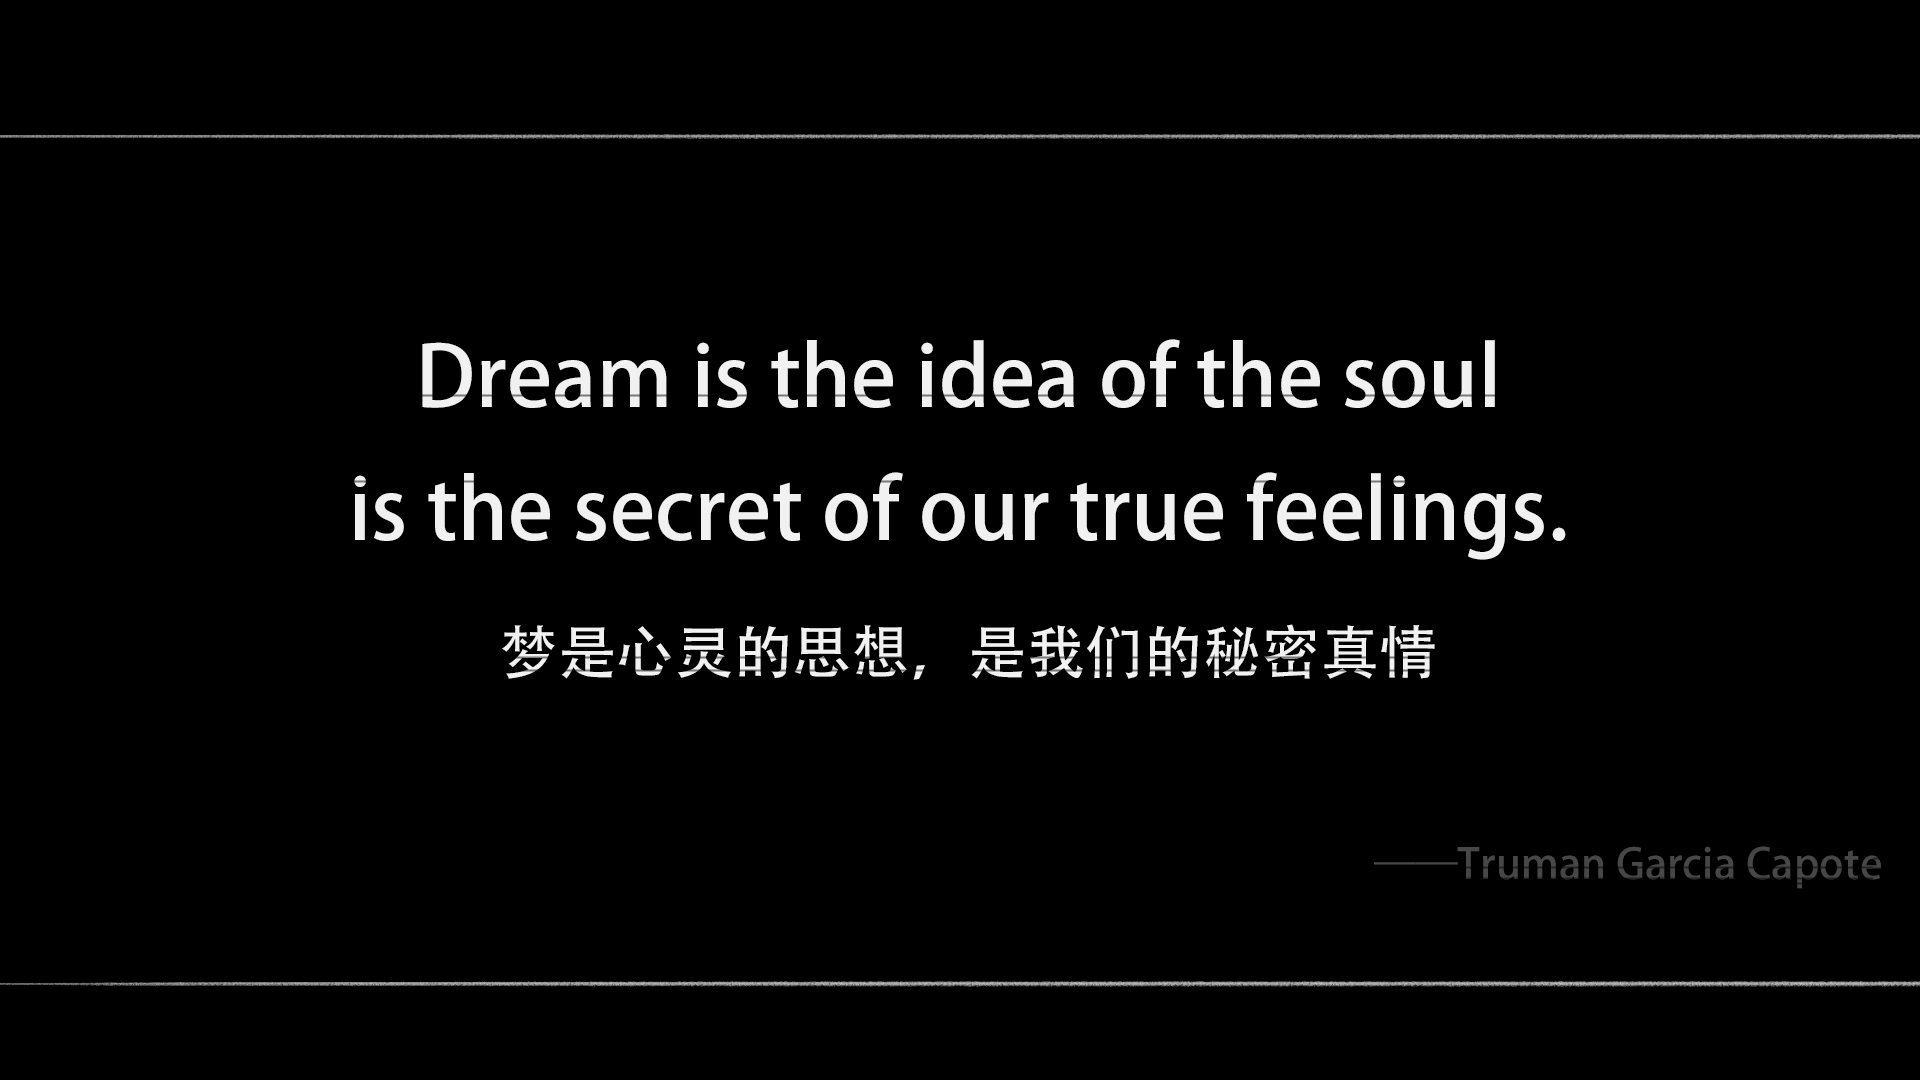 Dream is the idea of the soul
is the secret of our true feelings.
梦是心灵的思想，是我们的秘密真情
——Truman Garcia Capote